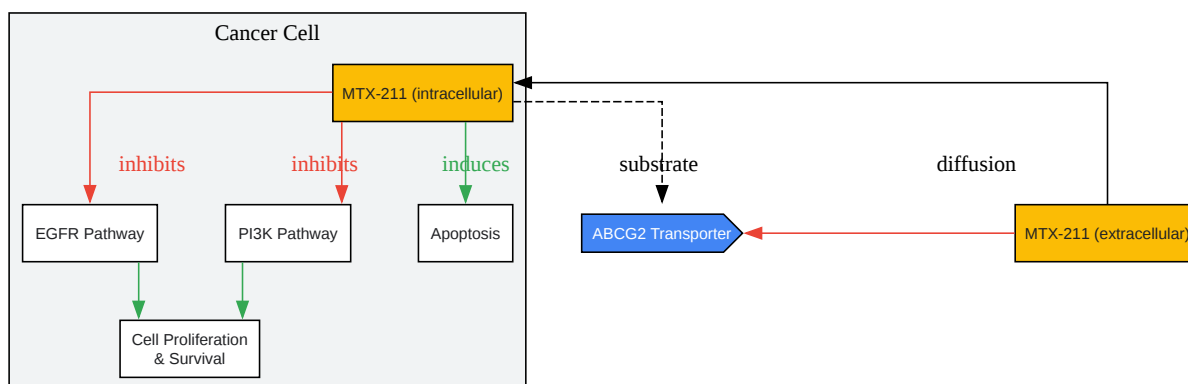 Cancer Cell
MTX-211 (intracellular)
inhibits
inhibits
induces
substrate
diffusion
EGFR Pathway
PI3K Pathway
Apoptosis
ABCG2 Transporter
MTX-211 (extracellular)
Cell Proliferation
& Survival